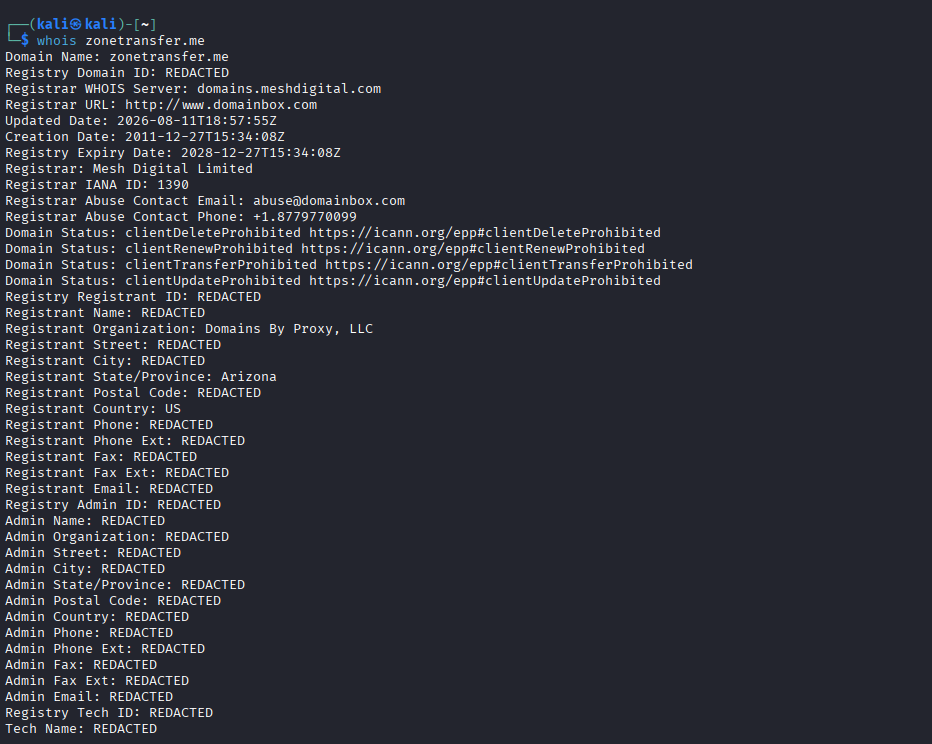 ┌──(kali㉿kali)-[~]
└─$ whois zonetransfer.me
Domain Name: zonetransfer.me
Registry Domain ID: REDACTED
Registrar WHOIS Server: domains.meshdigital.com
Registrar URL: http://www.domainbox.com
Updated Date: 2026-08-11T18:57:55Z
Creation Date: 2011-12-27T15:34:08Z
Registry Expiry Date: 2028-12-27T15:34:08Z
Registrar: Mesh Digital Limited
Registrar IANA ID: 1390
Registrar Abuse Contact Email: abuse@domainbox.com
Registrar Abuse Contact Phone: +1.8779770099
Domain Status: clientDeleteProhibited https://icann.org/epp#clientDeleteProhibited
Domain Status: clientRenewProhibited https://icann.org/epp#clientRenewProhibited
Domain Status: clientTransferProhibited https://icann.org/epp#clientTransferProhibited
Domain Status: clientUpdateProhibited https://icann.org/epp#clientUpdateProhibited
Registry Registrant ID: REDACTED
Registrant Name: REDACTED
Registrant Organization: Domains By Proxy, LLC
Registrant Street: REDACTED
Registrant City: REDACTED
Registrant State/Province: Arizona
Registrant Postal Code: REDACTED
Registrant Country: US
Registrant Phone: REDACTED
Registrant Phone Ext: REDACTED
Registrant Fax: REDACTED
Registrant Fax Ext: REDACTED
Registrant Email: REDACTED
Registry Admin ID: REDACTED
Admin Name: REDACTED
Admin Organization: REDACTED
Admin Street: REDACTED
Admin City: REDACTED
Admin State/Province: REDACTED
Admin Postal Code: REDACTED
Admin Country: REDACTED
Admin Phone: REDACTED
Admin Phone Ext: REDACTED
Admin Fax: REDACTED
Admin Fax Ext: REDACTED
Admin Email: REDACTED
Registry Tech ID: REDACTED
Tech Name: REDACTED